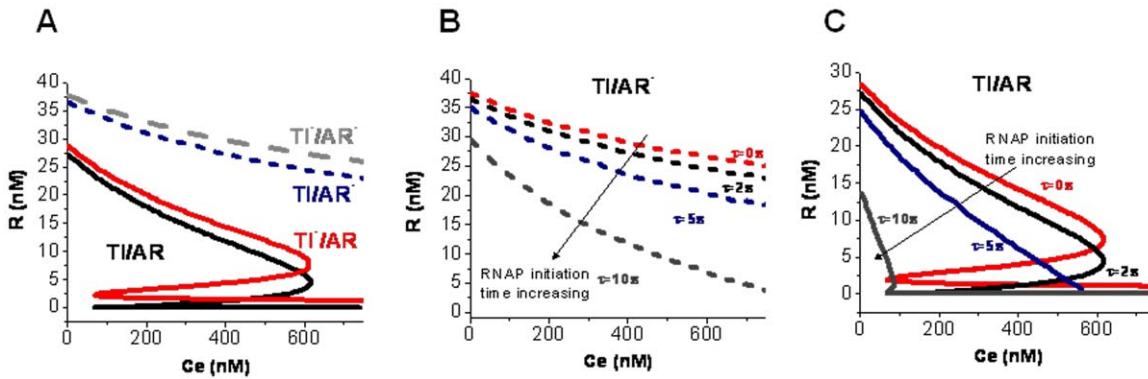 A
40
35
30
25
20
15
10
5
0
R (nM)
TI⁻/AR⁻
TI/AR⁻
TI/AR
TI⁻/AR
0
200
400
600
Ce (nM)
B
40
35
30
25
20
15
10
5
0
R (nM)
TI/AR⁻
τ=0s
τ=2s
τ=5s
τ=10s
RNAP initiation
time increasing
0
200
400
600
Ce (nM)
C
30
25
20
15
10
5
0
R (nM)
TI/AR
RNAP initiation
time increasing
τ=0s
τ=10s
τ=5s
τ=2s
0
200
400
600
Ce (nM)